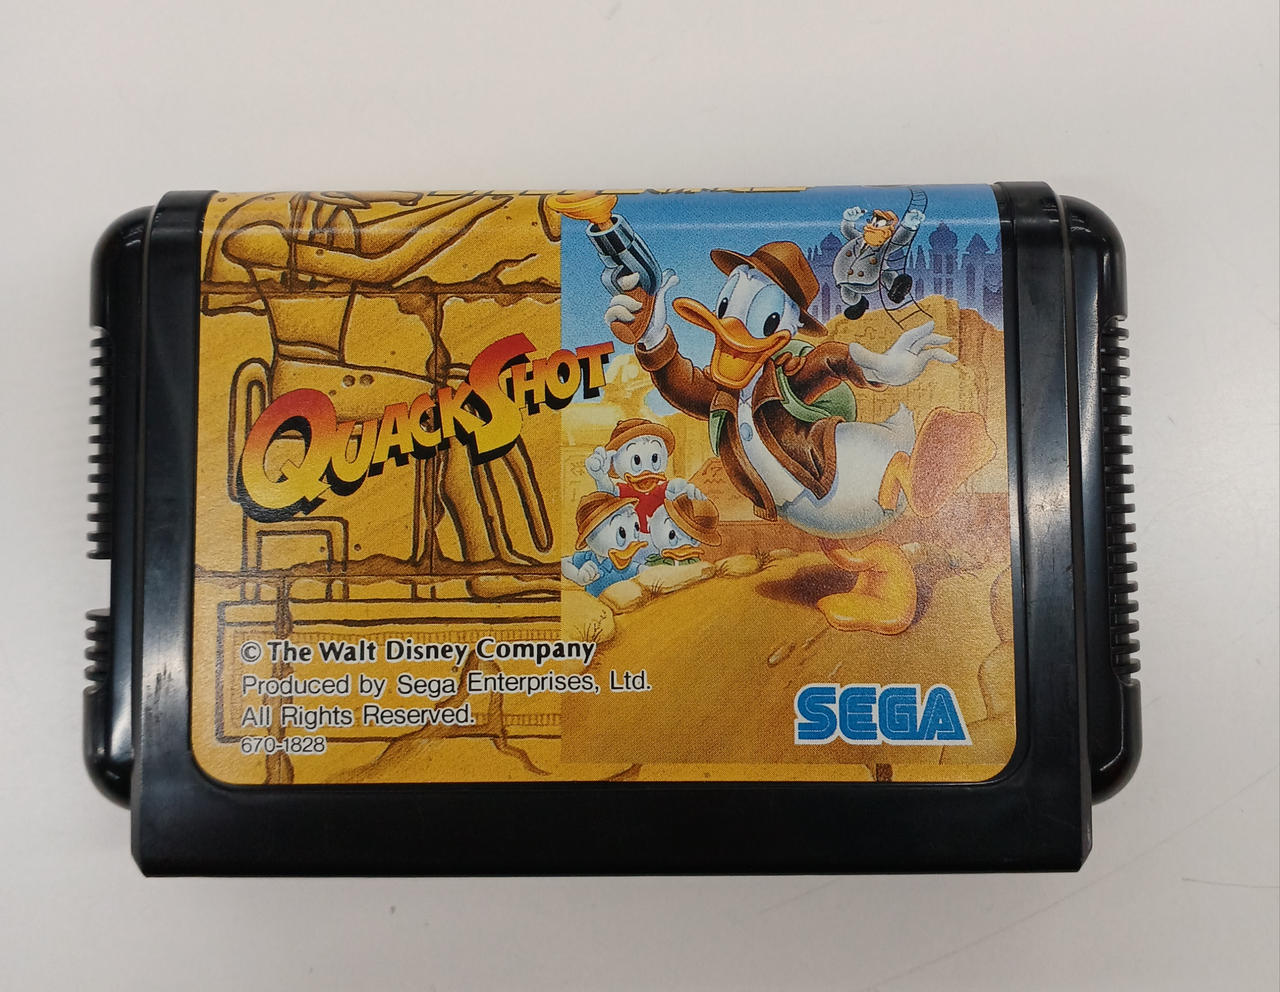 QUACKSHOT
© The Walt Disney Company
Produced by Sega Enterprises, Ltd.
All Rights Reserved.
670-1828
SEGA